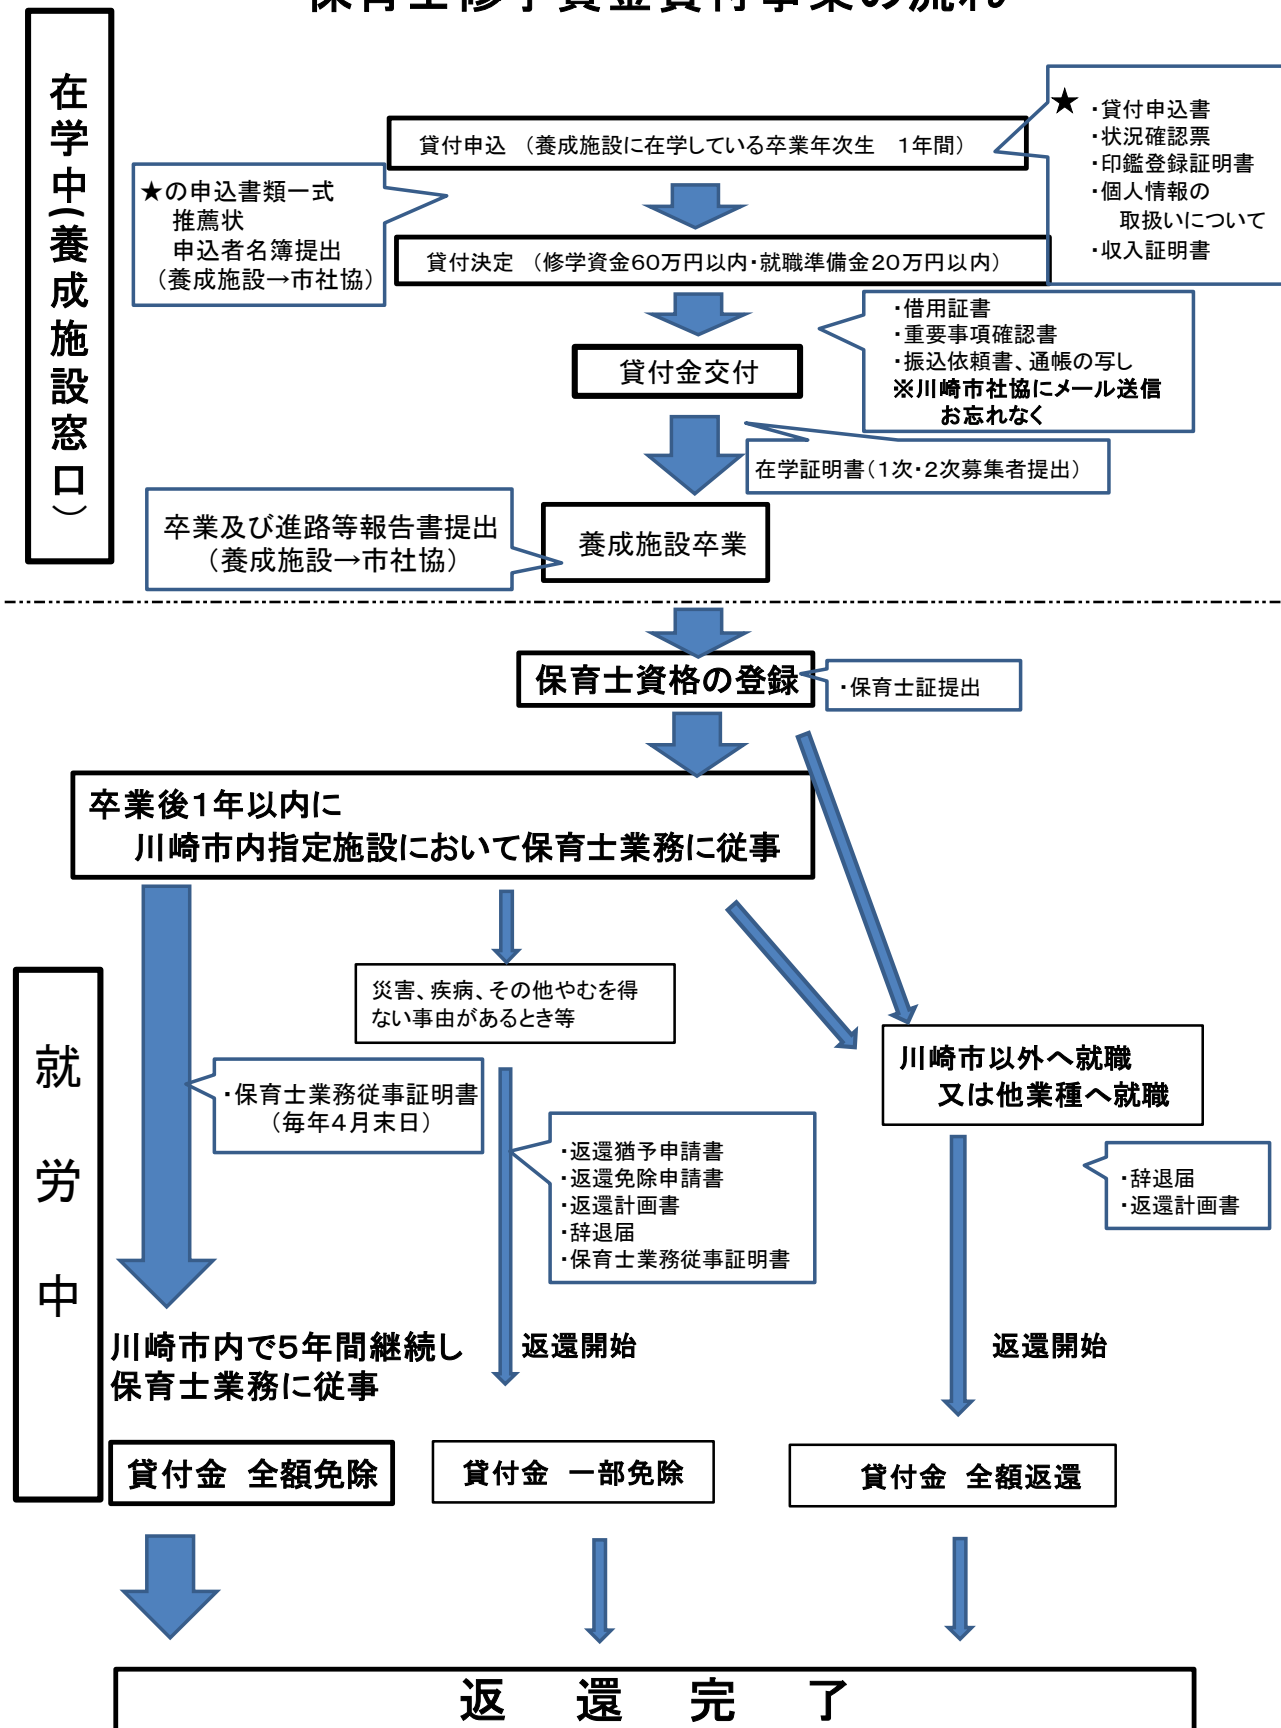 保育士修学資金貸付事業の流れ
在学中(養成施設窓口)
★
・貸付申込書
・状況確認票
・印鑑登録証明書
・個人情報の
取扱いについて
・収入証明書
貸付申込 （養成施設に在学している卒業年次生　1年間）
★の申込書類一式
推薦状
申込者名簿提出
（養成施設→市社協）
貸付決定 （修学資金60万円以内・就職準備金20万円以内）
・借用証書
・重要事項確認書
・振込依頼書、通帳の写し
※川崎市社協にメール送信
お忘れなく
貸付金交付
在学証明書（1次・2次募集者提出）
卒業及び進路等報告書提出
（養成施設→市社協）
養成施設卒業
保育士資格の登録
・保育士証提出
卒業後1年以内に
川崎市内指定施設において保育士業務に従事
災害、疾病、その他やむを得
ない事由があるとき等
川崎市以外へ就職
又は他業種へ就職
就労中
・保育士業務従事証明書
（毎年4月末日）
・返還猶予申請書
・返還免除申請書
・返還計画書
・辞退届
・保育士業務従事証明書
・辞退届
・返還計画書
川崎市内で5年間継続し
保育士業務に従事
返還開始
返還開始
貸付金 全額免除
貸付金 一部免除
貸付金 全額返還
返還完了